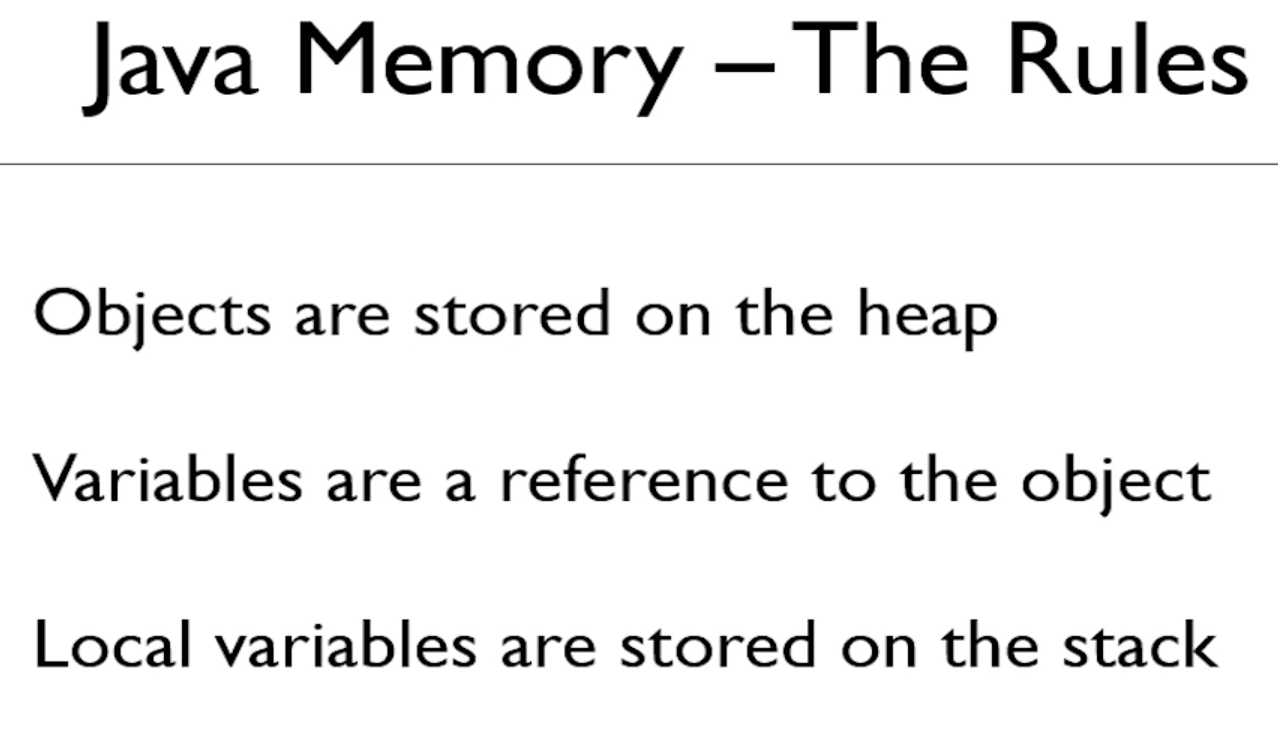 Java Memory – The Rules
Objects are stored on the heap
Variables are a reference to the object
Local variables are stored on the stack